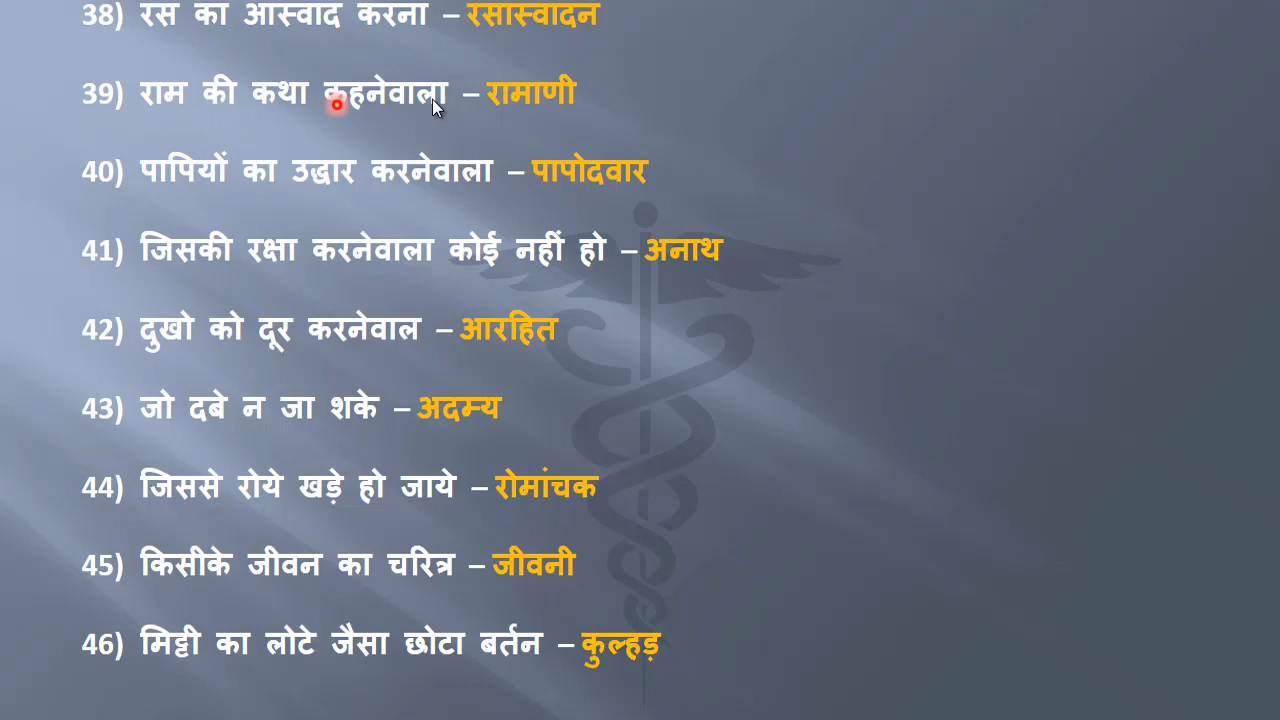 38) रस का आस्वाद करना – रसास्वादन
39) राम की कथा कहनेवाला – रामाणी
40) पापियों का उद्धार करनेवाला – पापोदवार
41) जिसकी रक्षा करनेवाला कोई नहीं हो – अनाथ
42) दुखो को दूर करनेवाल – आरहित
43) जो दबे न जा शके – अदम्य
44) जिससे रोये खड़े हो जाये – रोमांचक
45) किसीके जीवन का चरित्र – जीवनी
46) मिट्टी का लोटे जैसा छोटा बर्तन – कुल्हड़